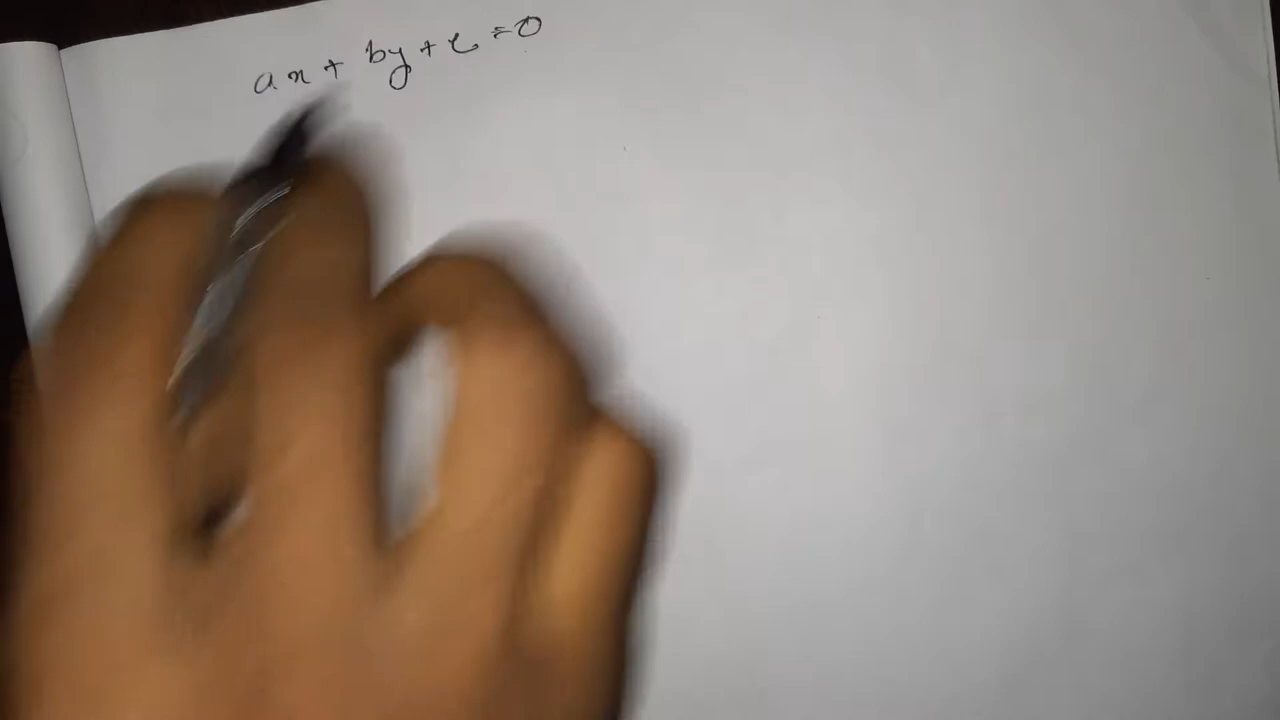 ax + by + c = 0